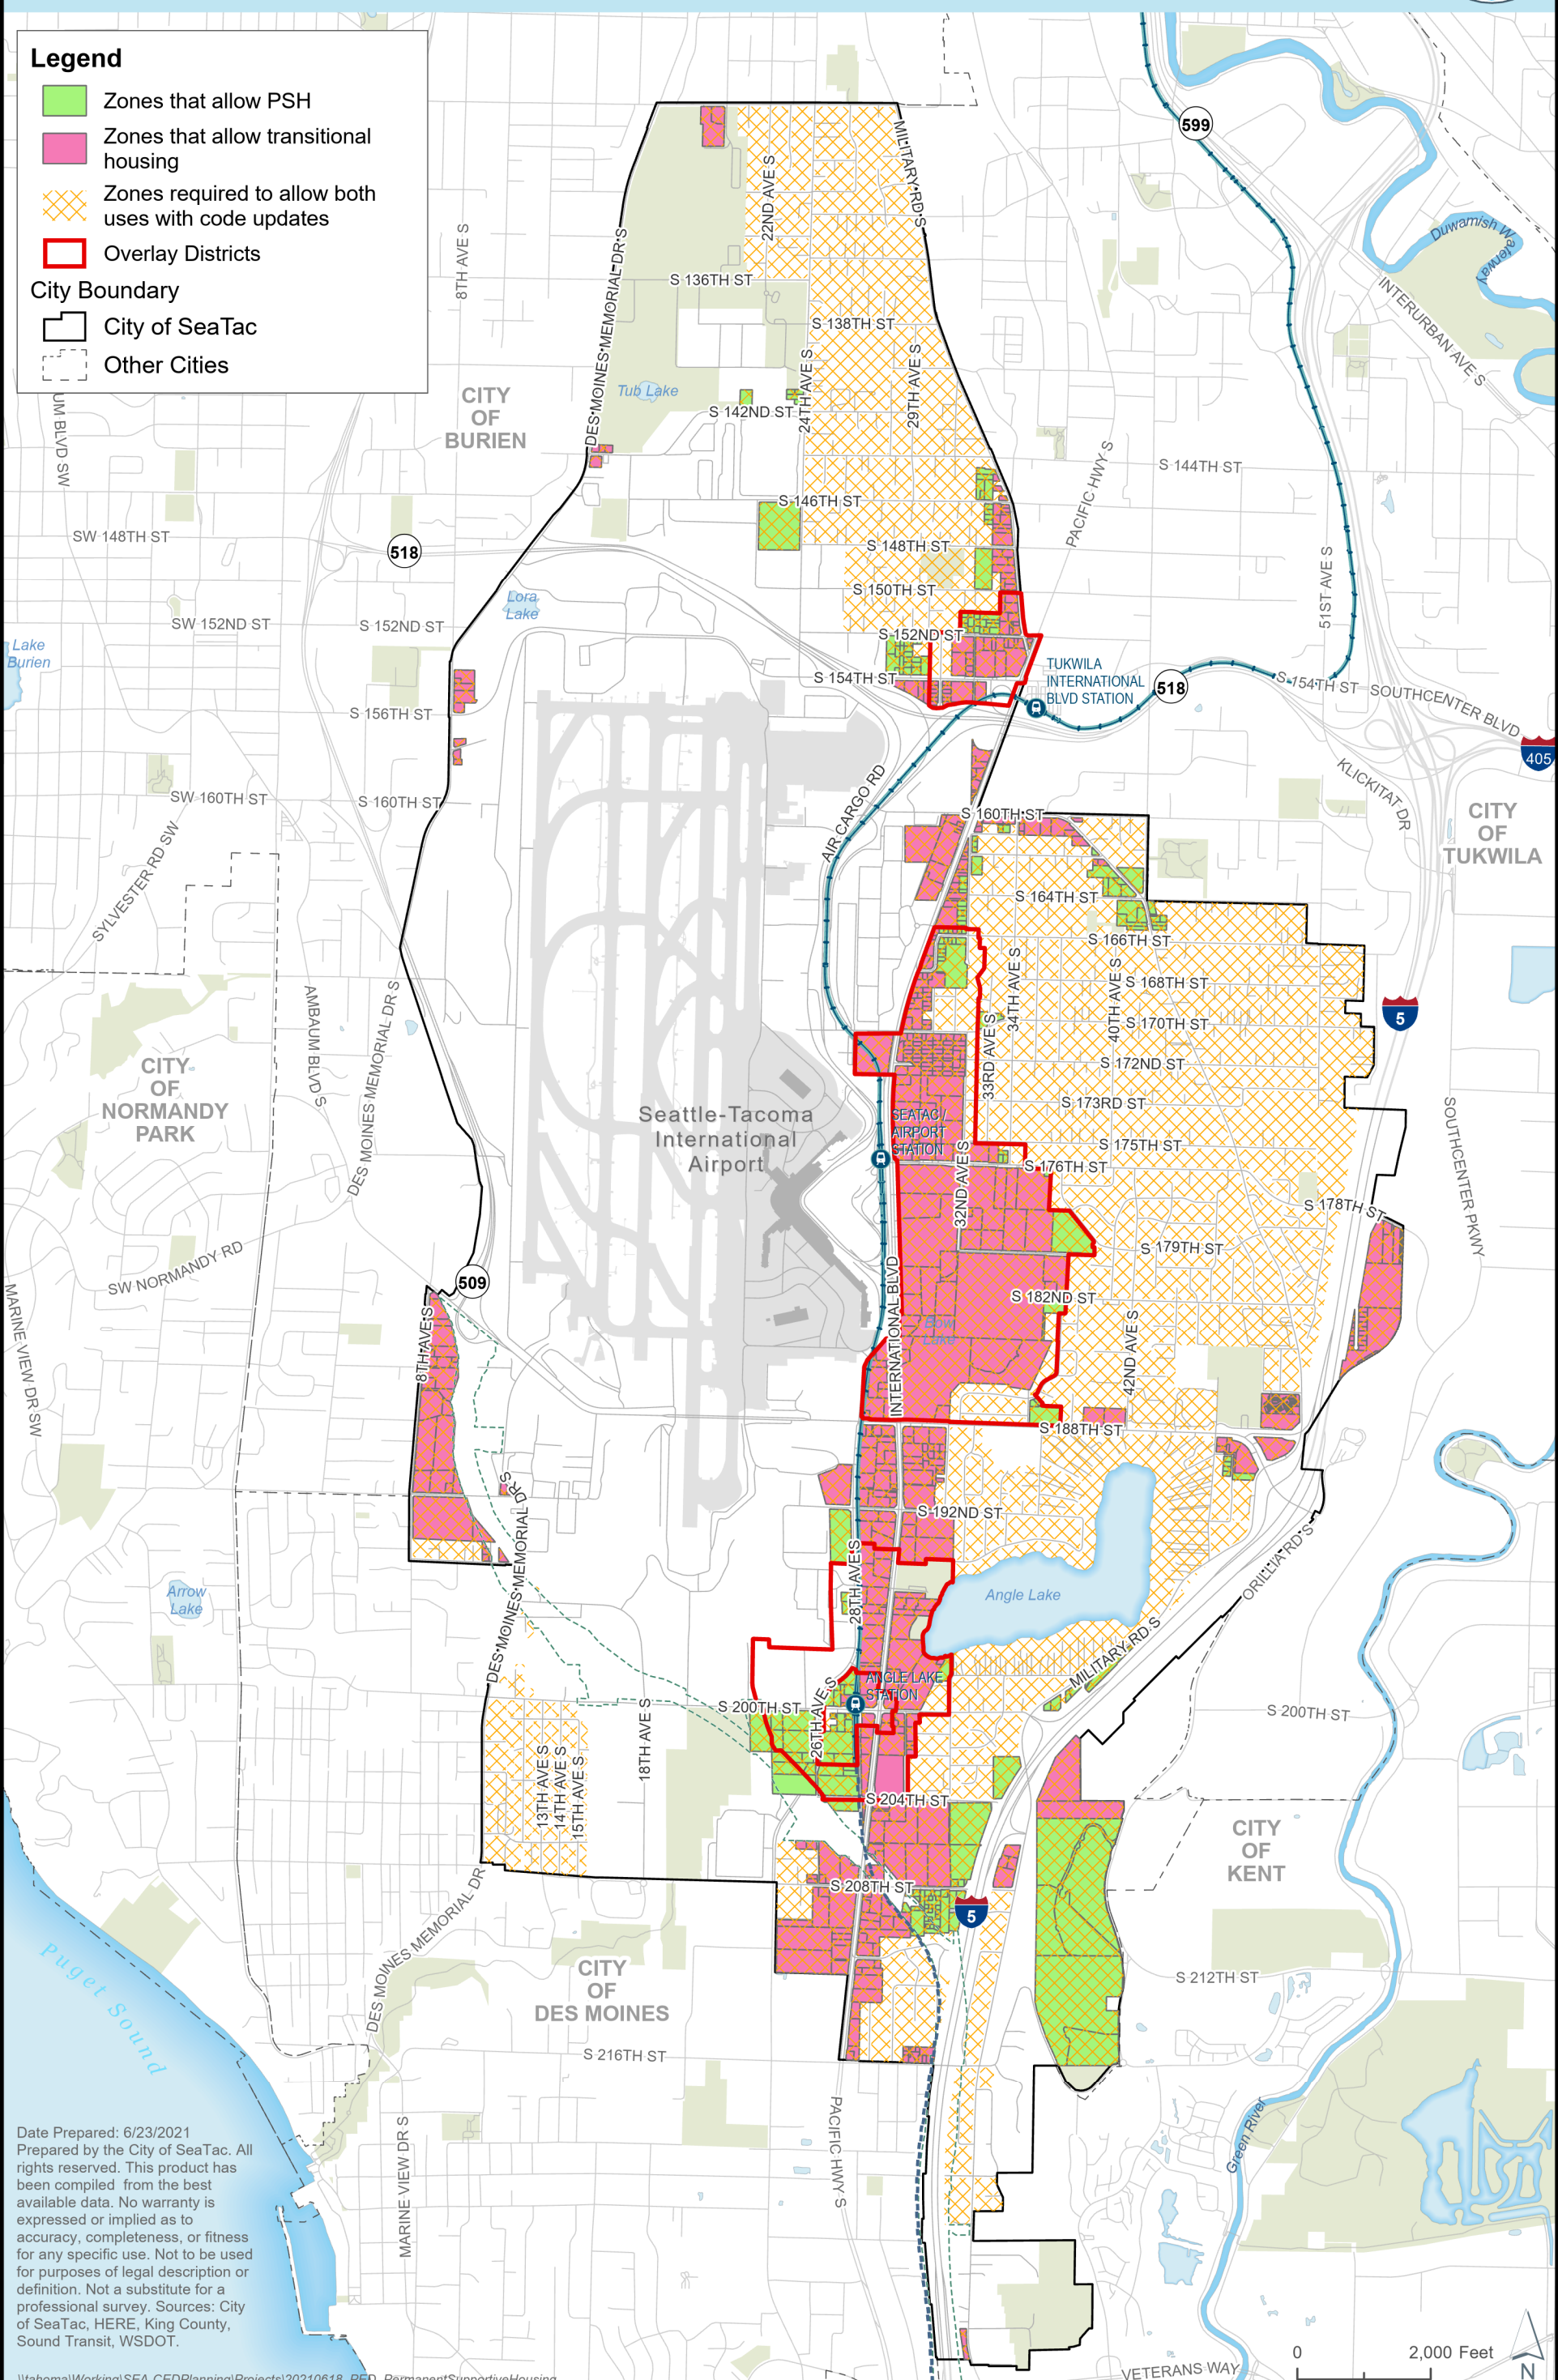 Legend
Zones that allow PSH
Zones that allow transitional
housing
Zones required to allow both
uses with code updates
Overlay Districts
City Boundary
City of SeaTac
Other Cities
599
MILITARY RD S
22ND AVE S
8TH AVE S
DES MOINES MEMORIAL DR S
S 136TH ST
S 138TH ST
Duwamish Waterway
INTERURBAN AVE S
24TH AVE S
29TH AVE S
Tub Lake
S 142ND ST
CITY
OF
BURIEN
UM BLVD SW
PACIFIC HWY S
S 144TH ST
S 146TH ST
SW 148TH ST
518
S 148TH ST
51ST AVE S
S 150TH ST
Lora
Lake
SW 152ND ST
S 152ND ST
S 152ND ST
Lake
Burien
S 154TH ST
TUKWILA
INTERNATIONAL
BLVD STATION
518
S 154TH ST
SOUTHCENTER BLVD
S 156TH ST
405
KLICKITAT DR
AIR CARGO RD
SW 160TH ST
S 160TH ST
S 160TH ST
CITY
OF
TUKWILA
SYLVESTER RD SW
S 164TH ST
S 166TH ST
34TH AVE S
40TH AVE S
S 168TH ST
AMBAUM BLVD S
DES MOINES MEMORIAL DR S
5
S 170TH ST
33RD AVE S
S 172ND ST
CITY
OF
NORMANDY
PARK
S 173RD ST
Seattle-Tacoma
International
Airport
SEATAC/
AIRPORT
STATION
S 175TH ST
SOUTHCENTER PKWY
32ND AVE S
S 176TH ST
S 178TH ST
SW NORMANDY RD
S 179TH ST
509
MARINE VIEW DR SW
8TH AVE S
INTERNATIONAL BLVD
S 182ND ST
Bow
Lake
42ND AVE S
S 188TH ST
DES MOINES MEMORIAL DR S
S 192ND ST
28TH AVE S
ORILLIA RD S
Arrow
Lake
Angle Lake
MILITARY RD S
ANGLE LAKE
STATION
S 200TH ST
26TH AVE S
S 200TH ST
18TH AVE S
13TH AVE S
14TH AVE S
15TH AVE S
S 204TH ST
CITY
OF
KENT
S 208TH ST
5
DES MOINES MEMORIAL DR
Puget Sound
CITY
OF
DES MOINES
S 212TH ST
S 216TH ST
PACIFIC HWY S
MARINE VIEW DR S
Green River
Date Prepared: 6/23/2021
Prepared by the City of SeaTac. All
rights reserved. This product has
been compiled from the best
available data. No warranty is
expressed or implied as to
accuracy, completeness, or fitness
for any specific use. Not to be used
for purposes of legal description or
definition. Not a substitute for a
professional survey. Sources: City
of SeaTac, HERE, King County,
Sound Transit, WSDOT.
0 2,000 Feet
N
VETERANS WAY